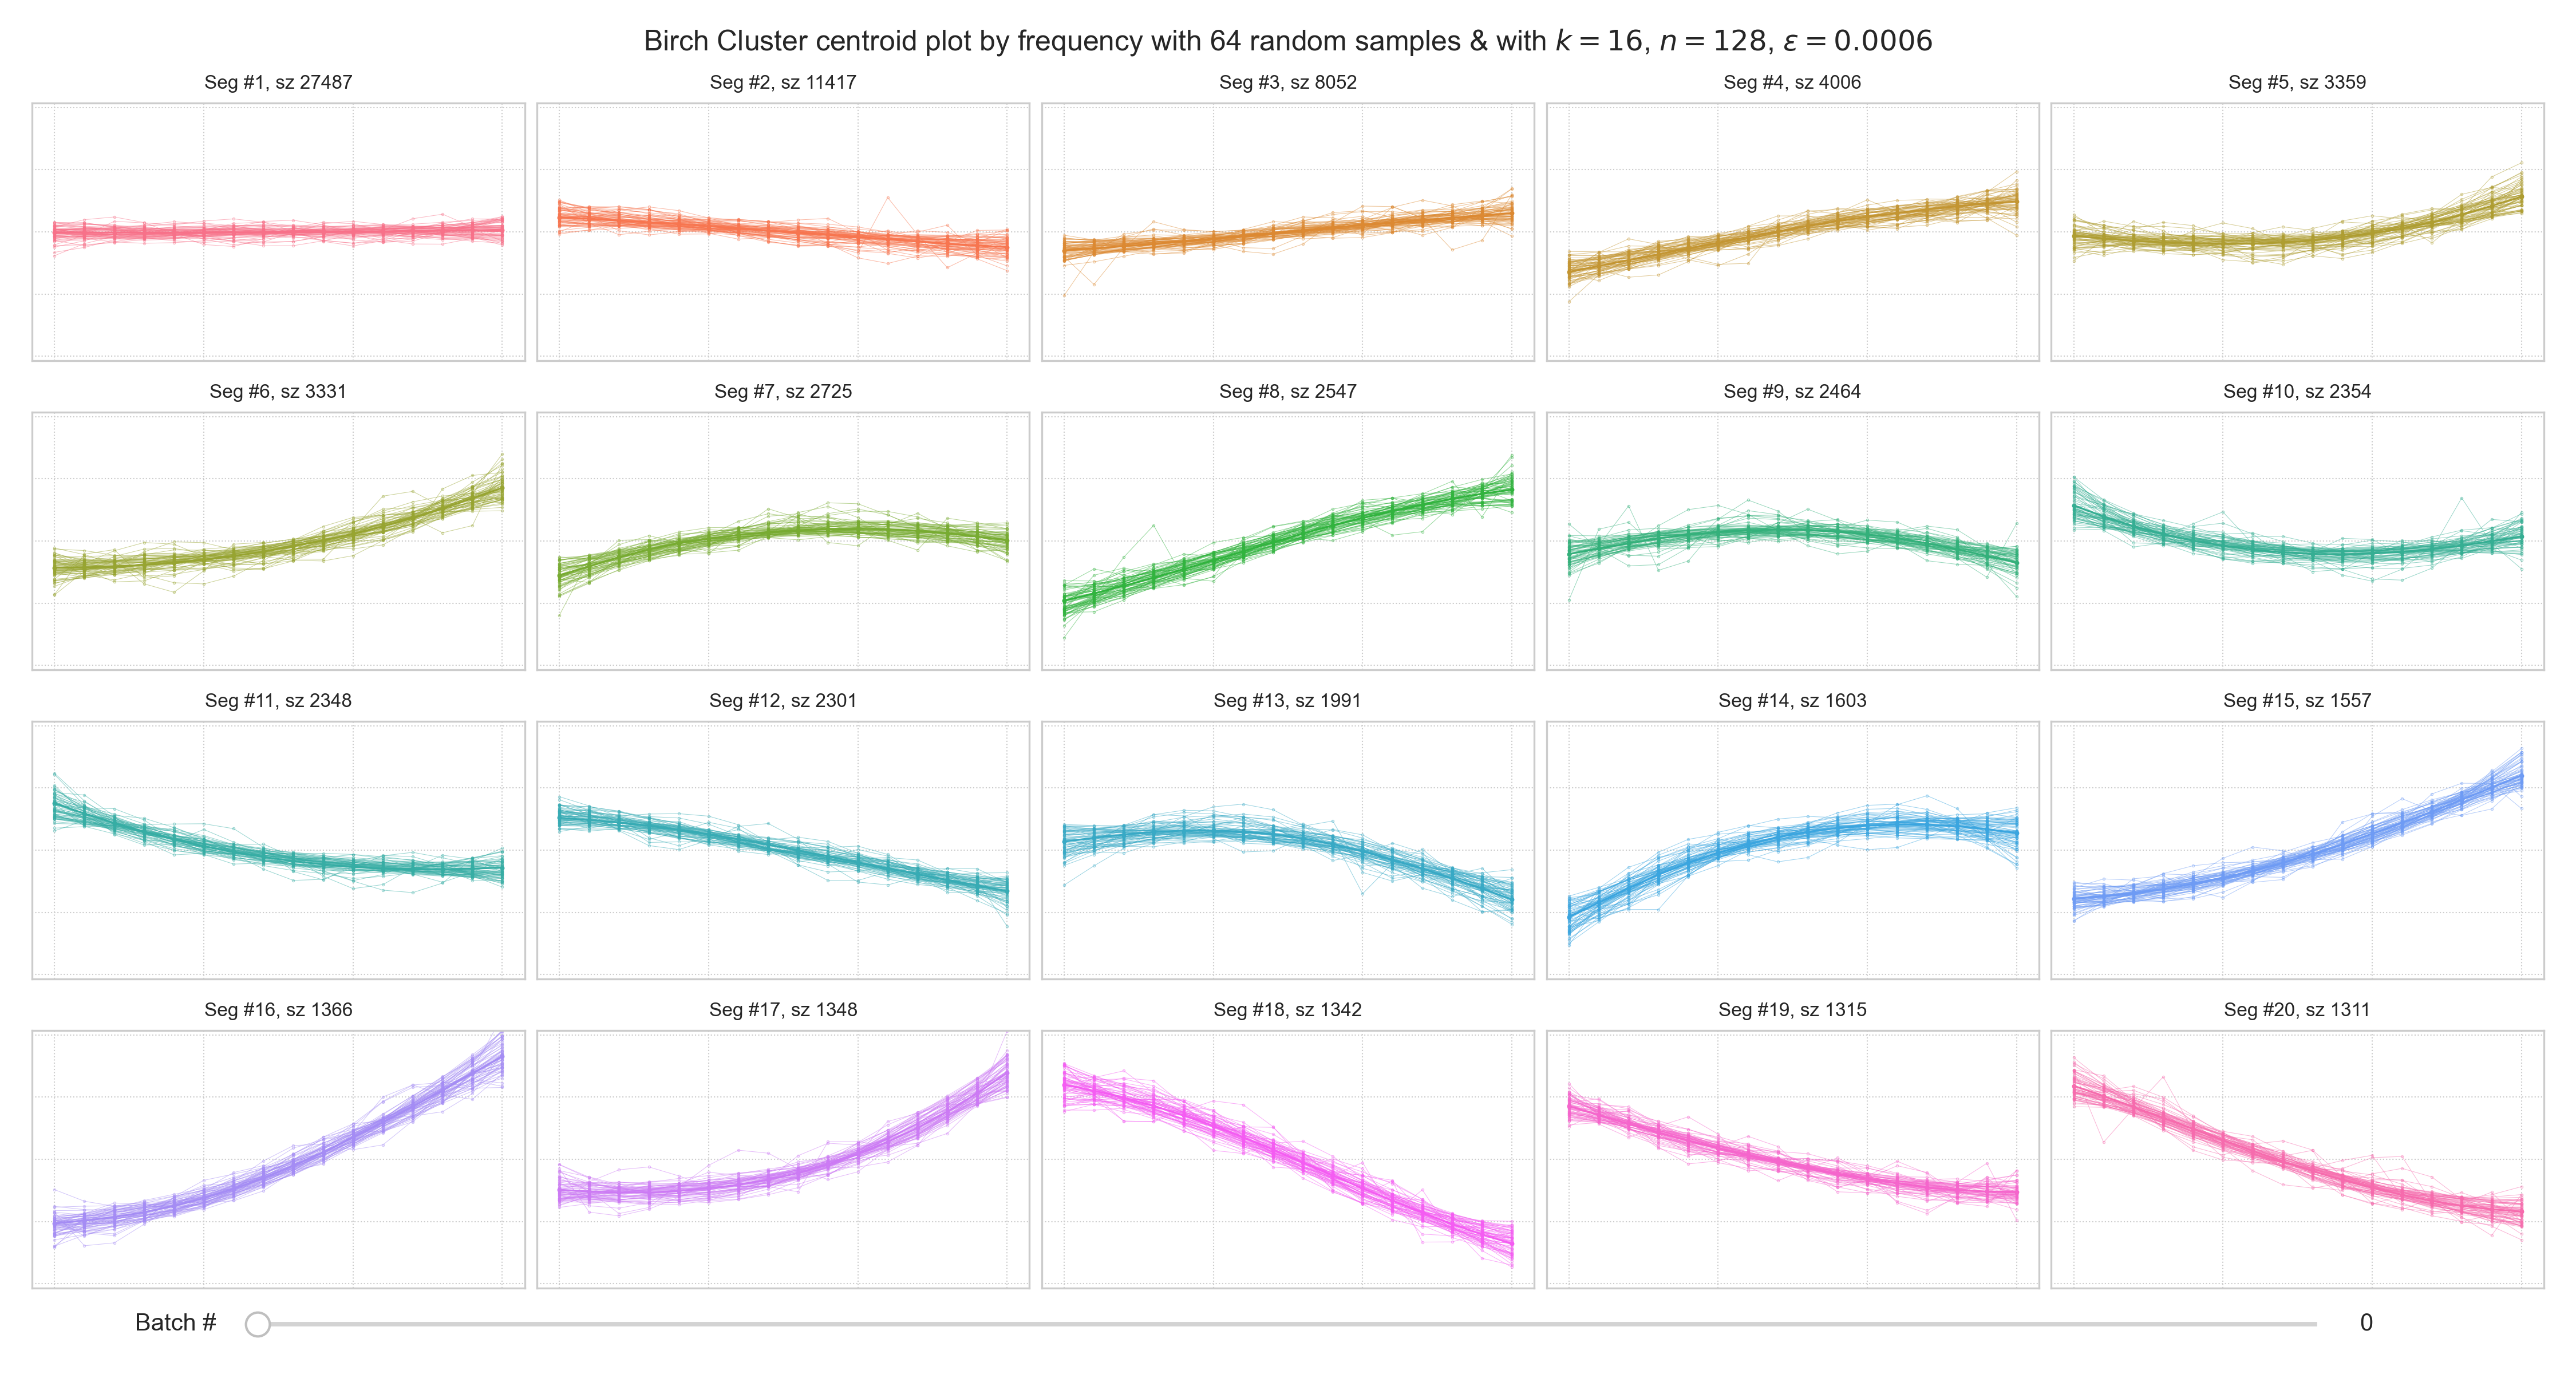 Birch Cluster centroid plot by frequency with 64 random samples & with k = 16, n = 128, ε = 0.0006
Seg #1, sz 27487
Seg #2, sz 11417
Seg #3, sz 8052
Seg #4, sz 4006
Seg #5, sz 3359
Seg #6, sz 3331
Seg #7, sz 2725
Seg #8, sz 2547
Seg #9, sz 2464
Seg #10, sz 2354
Seg #11, sz 2348
Seg #12, sz 2301
Seg #13, sz 1991
Seg #14, sz 1603
Seg #15, sz 1557
Seg #16, sz 1366
Seg #17, sz 1348
Seg #18, sz 1342
Seg #19, sz 1315
Seg #20, sz 1311
Batch # 0